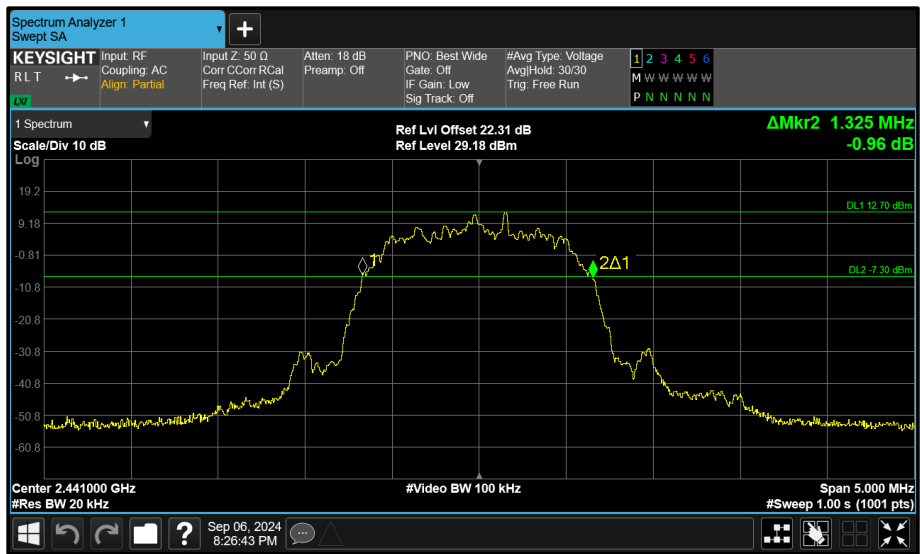 Spectrum Analyzer 1
Swept SA
KEYSIGHT
R L T
LXI
Input: RF
Coupling: AC
Align: Partial
Input Z: 50 Ω
Corr CCorr RCal
Freq Ref: Int (S)
Atten: 18 dB
Preamp: Off
PNO: Best Wide
Gate: Off
IF Gain: Low
Sig Track: Off
#Avg Type: Voltage
Avg|Hold: 30/30
Trig: Free Run
1 2 3 4 5 6
M W W W W W
P N N N N N
1 Spectrum
Scale/Div 10 dB
Log
Ref Lvl Offset 22.31 dB
Ref Level 29.18 dBm
ΔMkr2 1.325 MHz
-0.96 dB
19.2
9.18
-0.81
-10.8
-20.8
-30.8
-40.8
-50.8
-60.8
DL1 12.70 dBm
DL2 -7.30 dBm
1
2Δ1
Center 2.441000 GHz
#Res BW 20 kHz
#Video BW 100 kHz
Span 5.000 MHz
#Sweep 1.00 s (1001 pts)
?
Sep 06, 2024
8:26:43 PM